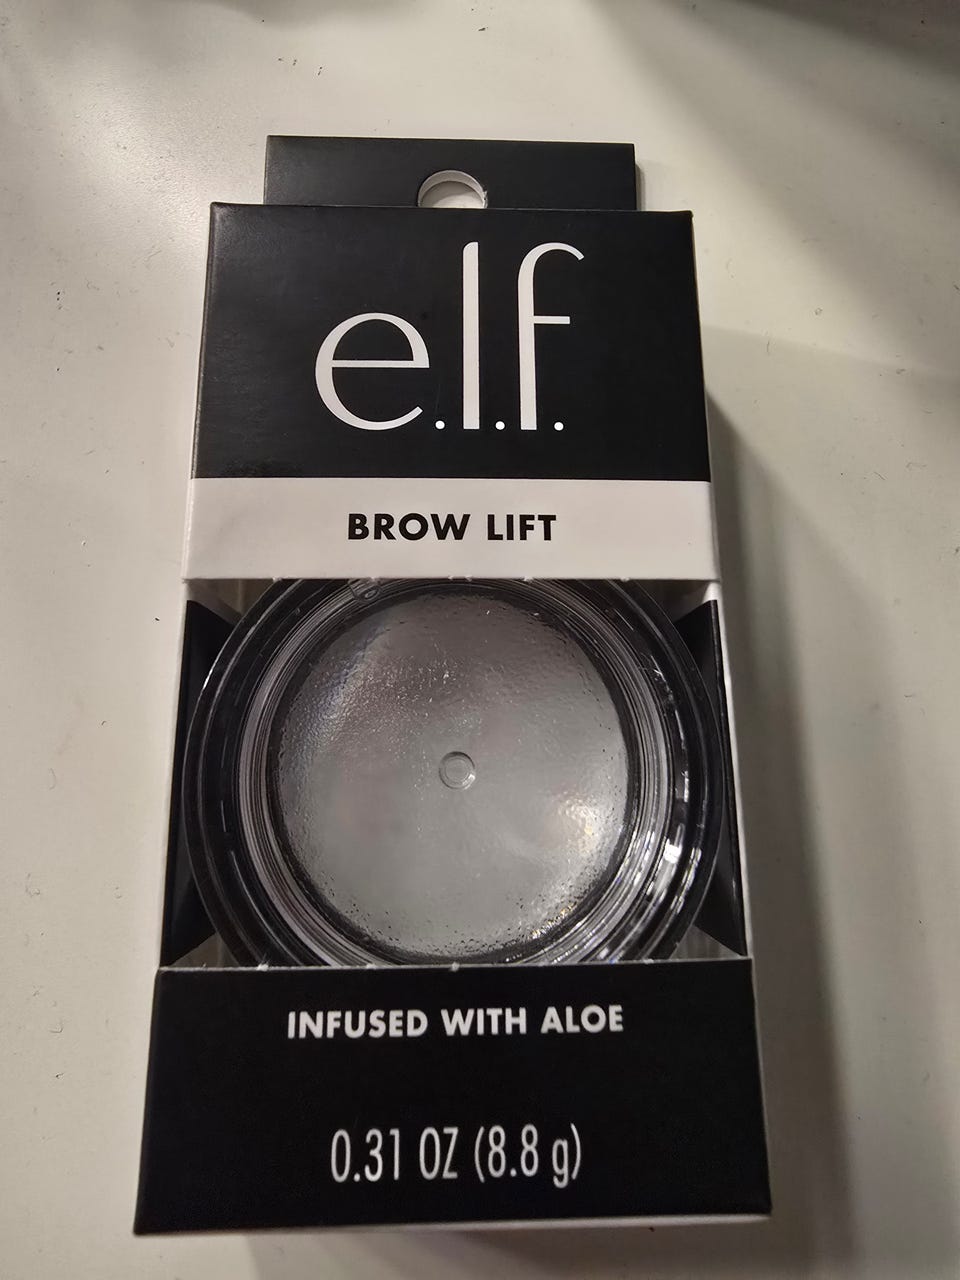 e.l.f.
BROW LIFT
INFUSED WITH ALOE
0.31 OZ (8.8 g)